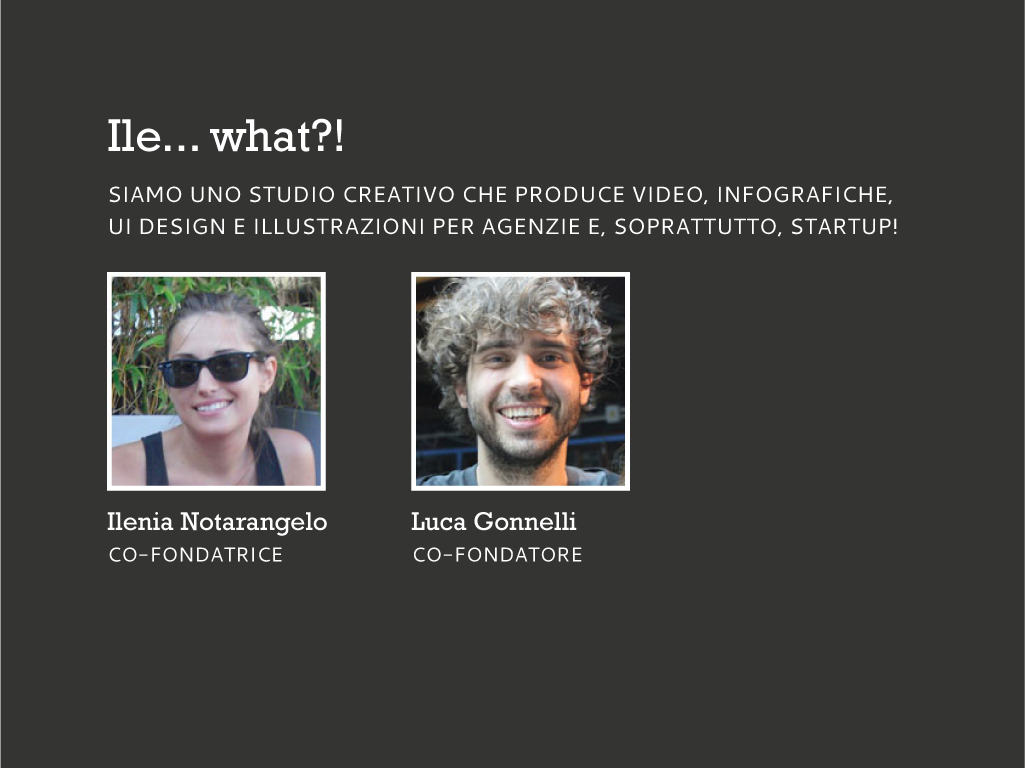 Ile... what?!
SIAMO UNO STUDIO CREATIVO CHE PRODUCE VIDEO, INFOGRAFICHE,
UI DESIGN E ILLUSTRAZIONI PER AGENZIE E, SOPRATTUTTO, STARTUP!
Ilenia Notarangelo
CO-FONDATRICE
Luca Gonnelli
CO-FONDATORE